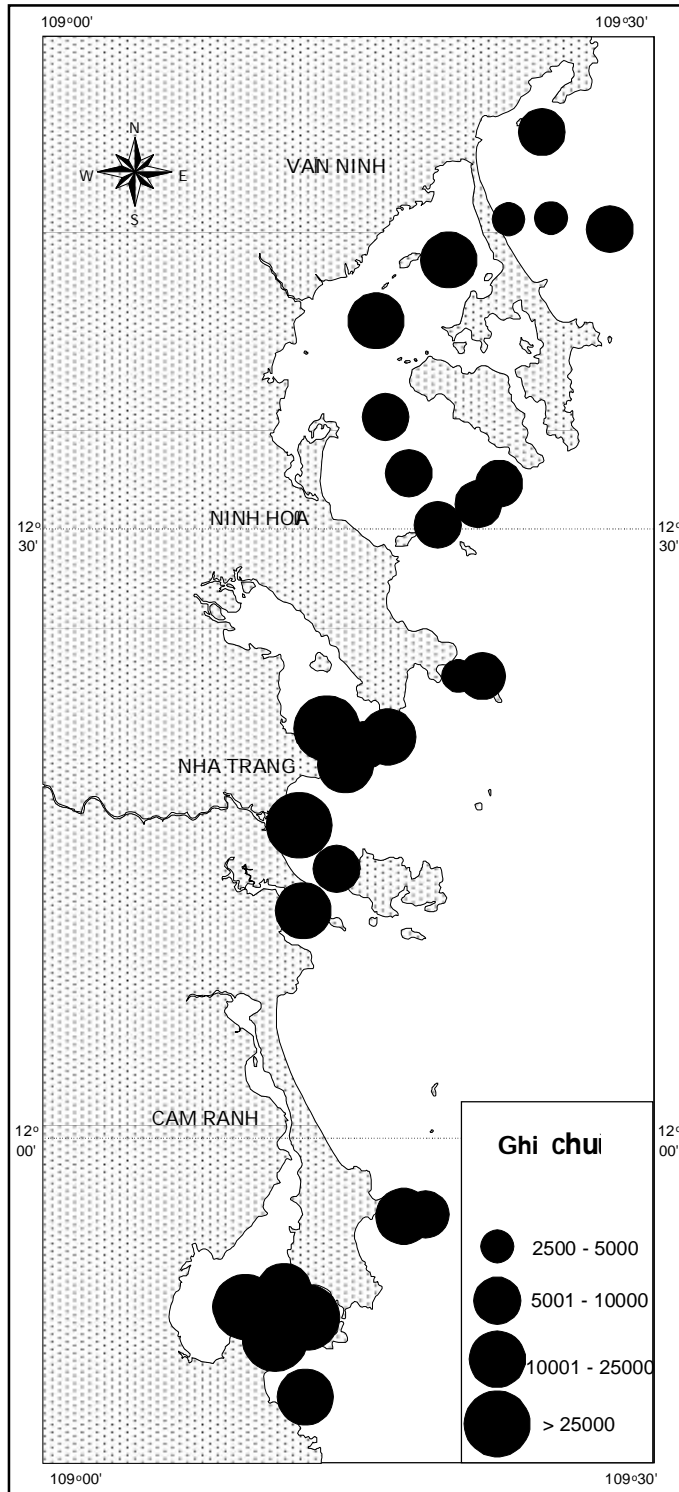 109°00' 109°30'
N
W E
S
VAN NINH
NINH HOA
12° 12°
30' 30'
NHA TRANG
CAM RANH
12° 12°
00' 00'
Ghi chuù
2500 - 5000
5001 - 10000
10001 - 25000
> 25000
109°00' 109°30'